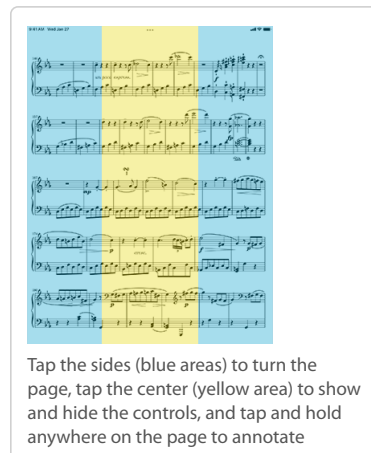 9:41 AM Wed Jan 27
mp
p
f
p
Tap the sides (blue areas) to turn the
page, tap the center (yellow area) to show
and hide the controls, and tap and hold
anywhere on the page to annotate